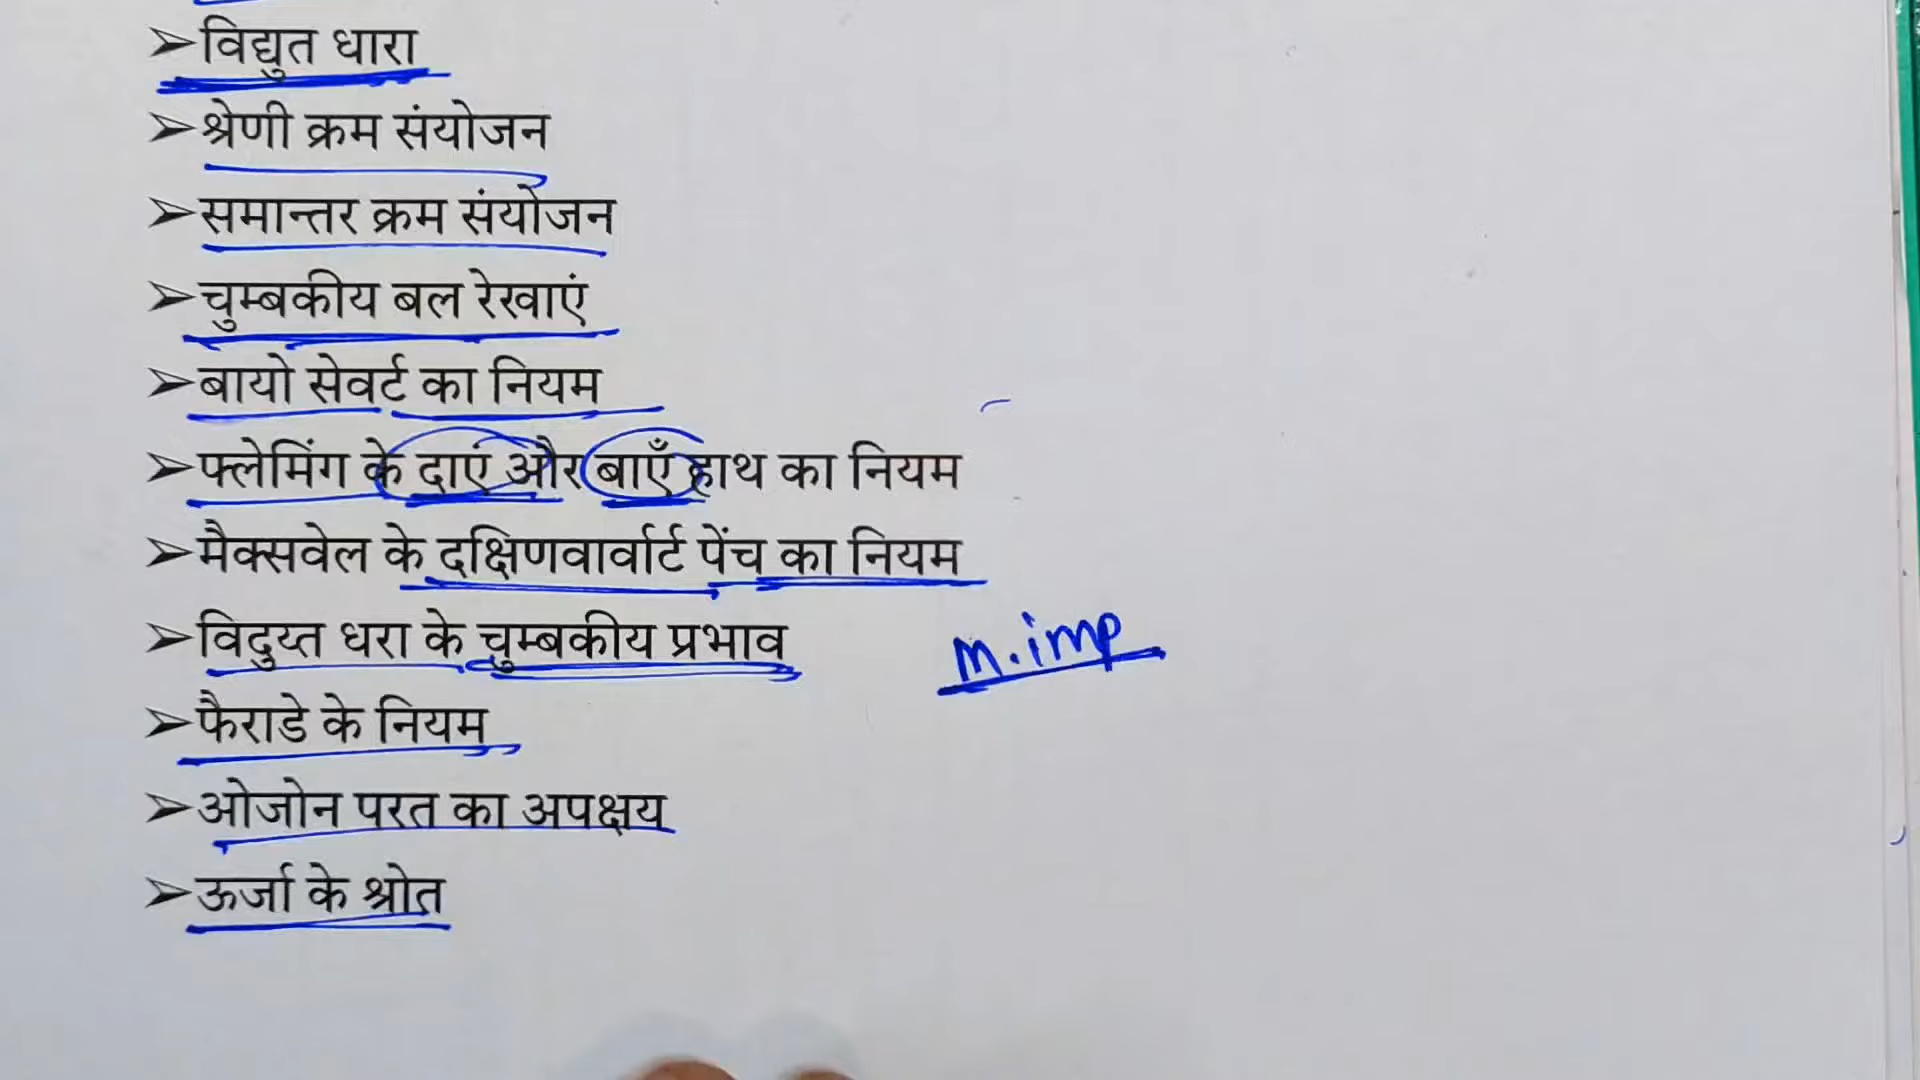 ➢विद्युत धारा
➢श्रेणी क्रम संयोजन
➢समान्तर क्रम संयोजन
➢चुम्बकीय बल रेखाएं
➢बायो सेवर्ट का नियम
➢फ्लेमिंग के दाएं और बाएँ हाथ का नियम
➢मैक्सवेल के दक्षिणवार्वार्ट पेंच का नियम
➢विदुय्त धरा के चुम्बकीय प्रभाव
m.imp
➢फैराडे के नियम
➢ओजोन परत का अपक्षय
➢ऊर्जा के श्रोत